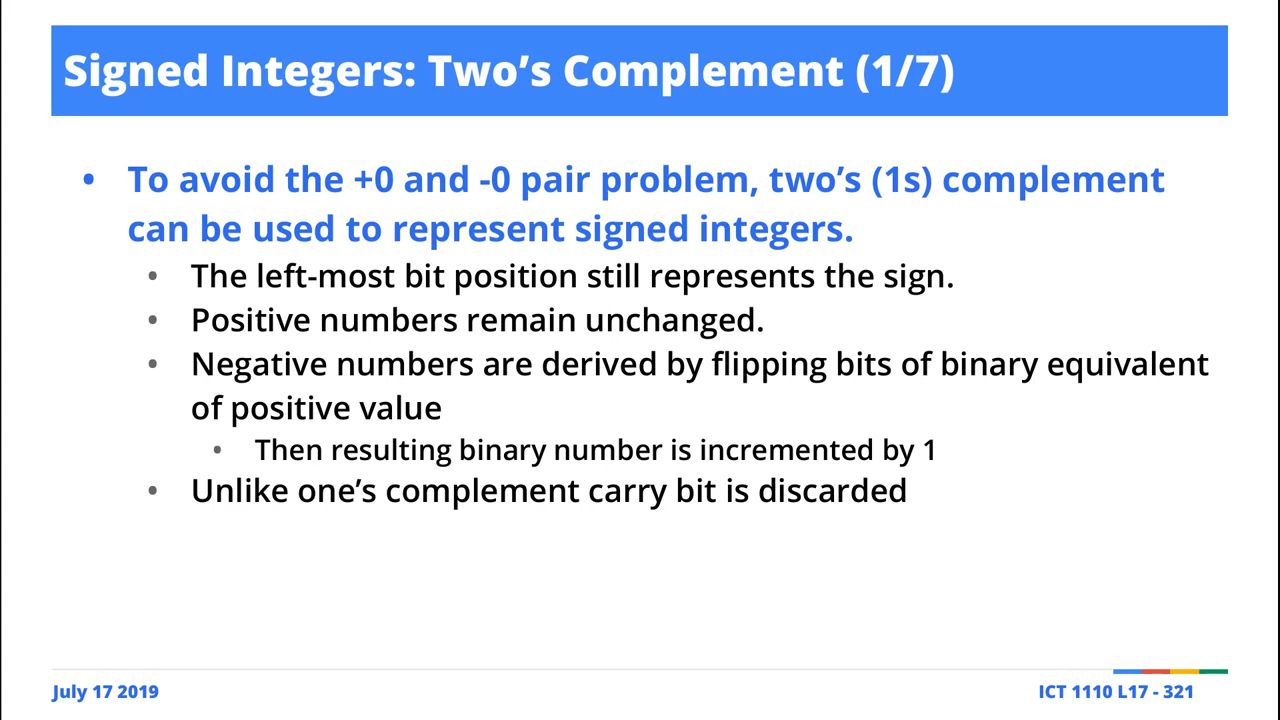 Signed Integers: Two’s Complement (1/7)
• To avoid the +0 and -0 pair problem, two’s (1s) complement
can be used to represent signed integers.
• The left-most bit position still represents the sign.
• Positive numbers remain unchanged.
• Negative numbers are derived by flipping bits of binary equivalent
of positive value
• Then resulting binary number is incremented by 1
• Unlike one’s complement carry bit is discarded
July 17 2019
ICT 1110 L17 - 321